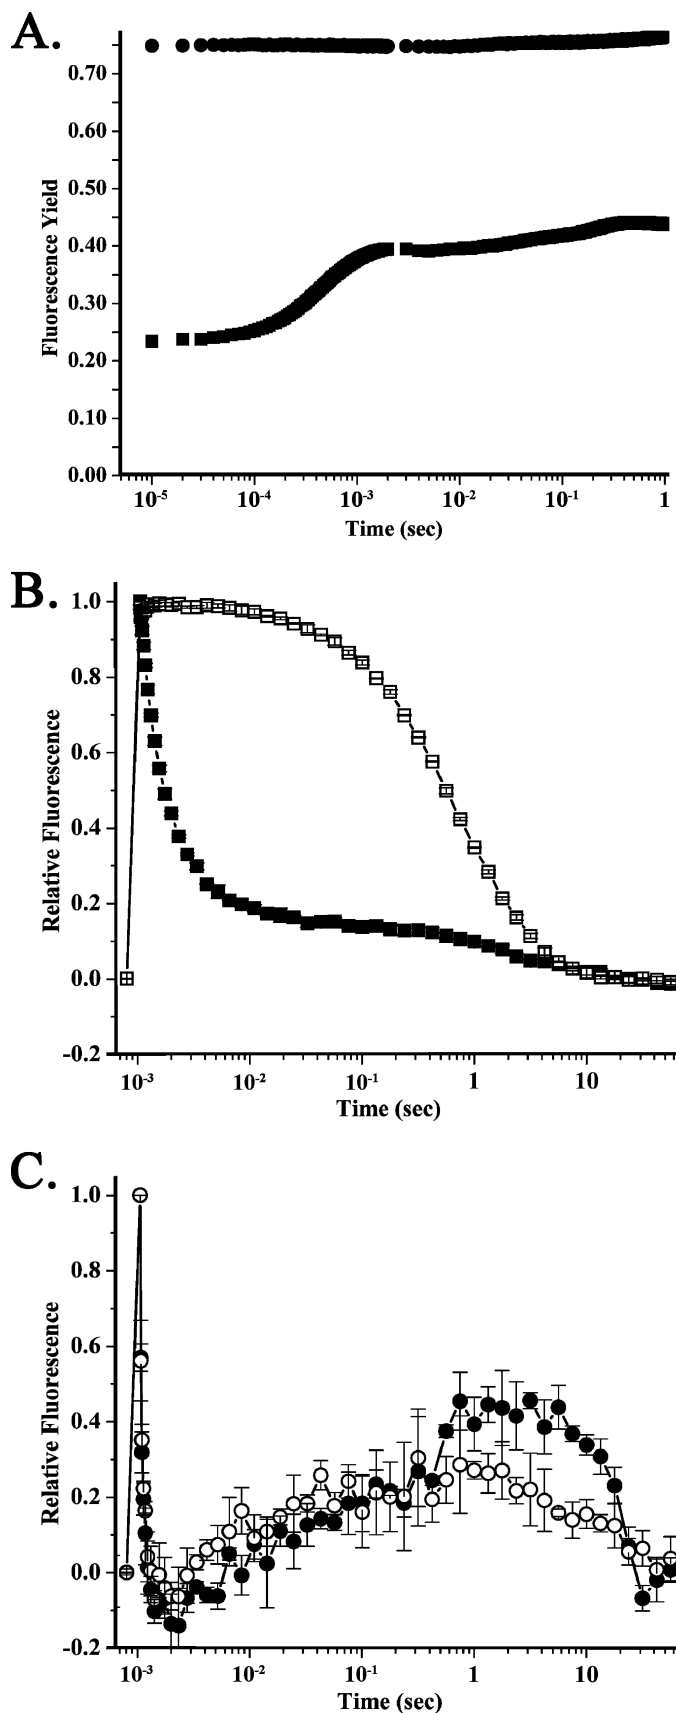 A.
0.70
0.60
0.50
0.40
0.30
0.20
0.10
0.00
Fluorescence Yield
10-5 10-4 10-3 10-2 10-1 1
Time (sec)
B.
1.0
0.8
0.6
0.4
0.2
0.0
-0.2
Relative Fluorescence
10-3 10-2 10-1 1 10
Time (sec)
C.
1.0
0.8
0.6
0.4
0.2
0.0
-0.2
Relative Fluorescence
10-3 10-2 10-1 1 10
Time (sec)